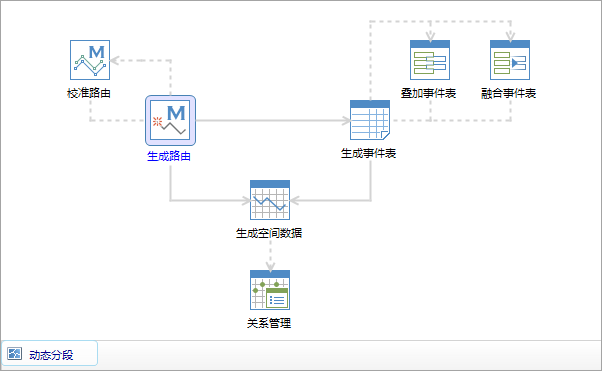 校准路由
叠加事件表
融合事件表
生成路由
生成事件表
生成空间数据
关系管理
动态分段